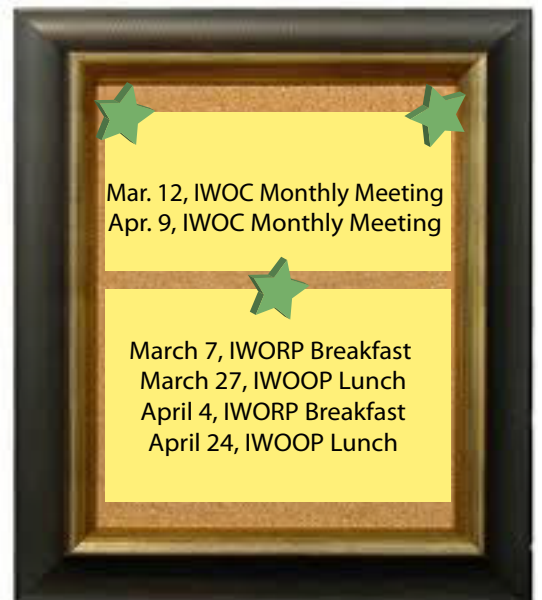 Mar. 12, IWOC Monthly Meeting
Apr. 9, IWOC Monthly Meeting
March 7, IWORP Breakfast
March 27, IWOOP Lunch
April 4, IWORP Breakfast
April 24, IWOOP Lunch